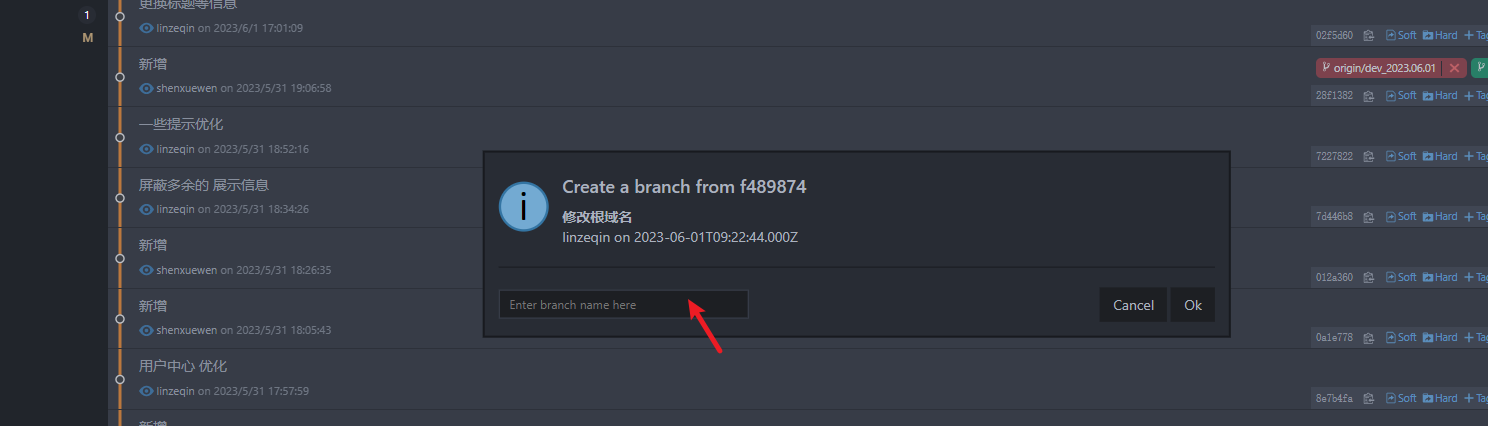 1
更换标题等信息
linzeqin on 2023/6/1 17:01:09
02f5d60 Soft Hard Tag
M
新增
origin/dev_2023.06.01
shenxuewen on 2023/5/31 19:06:58
28f1382 Soft Hard Tag
一些提示优化
linzeqin on 2023/5/31 18:52:16
7227822 Soft Hard Tag
屏蔽多余的 展示信息
linzeqin on 2023/5/31 18:34:26
7d446b8 Soft Hard Tag
新增
shenxuewen on 2023/5/31 18:26:35
012a360 Soft Hard Tag
新增
shenxuewen on 2023/5/31 18:05:43
0a1e778 Soft Hard Tag
用户中心 优化
linzeqin on 2023/5/31 17:57:59
8e7b4fa Soft Hard Tag
新增
Create a branch from f489874
修改根域名
linzeqin on 2023-06-01T09:22:44.000Z
Enter branch name here
Cancel Ok